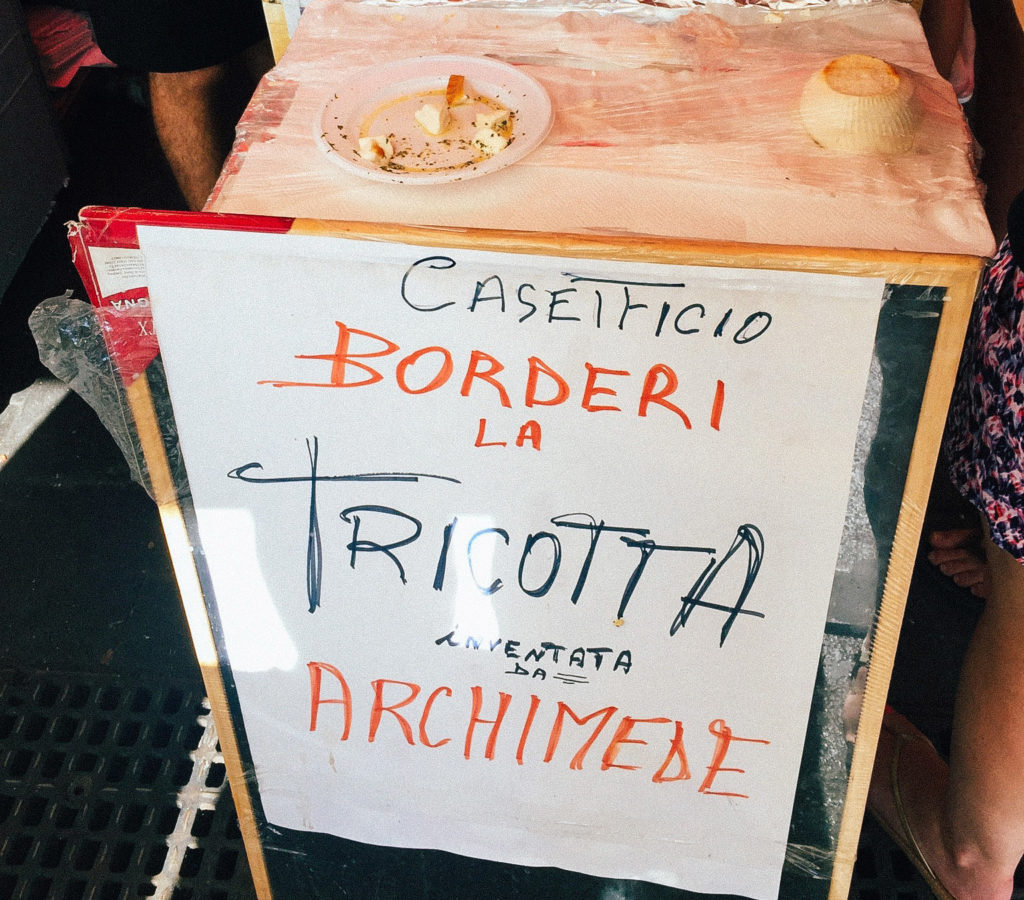 CASEIFICIO
BORDERI
LA
TRICOTTA
INVENTATA
DA
ARCHIMEDE